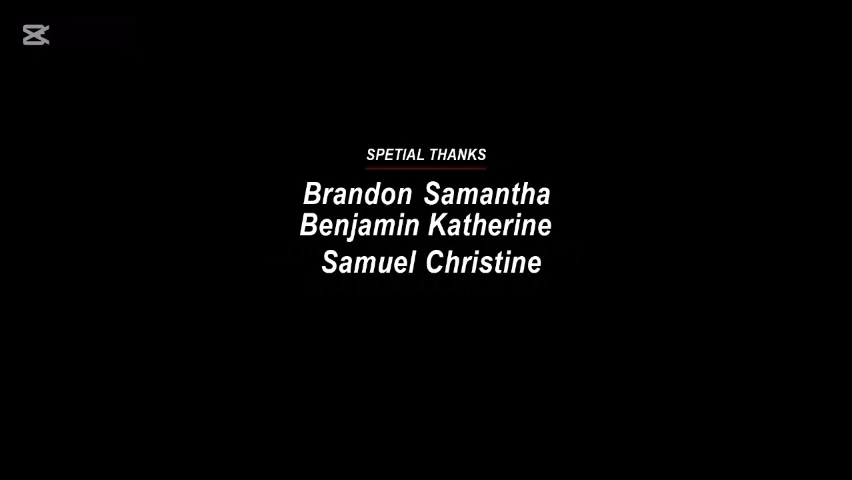 SPETIAL THANKS
Brandon Samantha
Benjamin Katherine
Samuel Christine